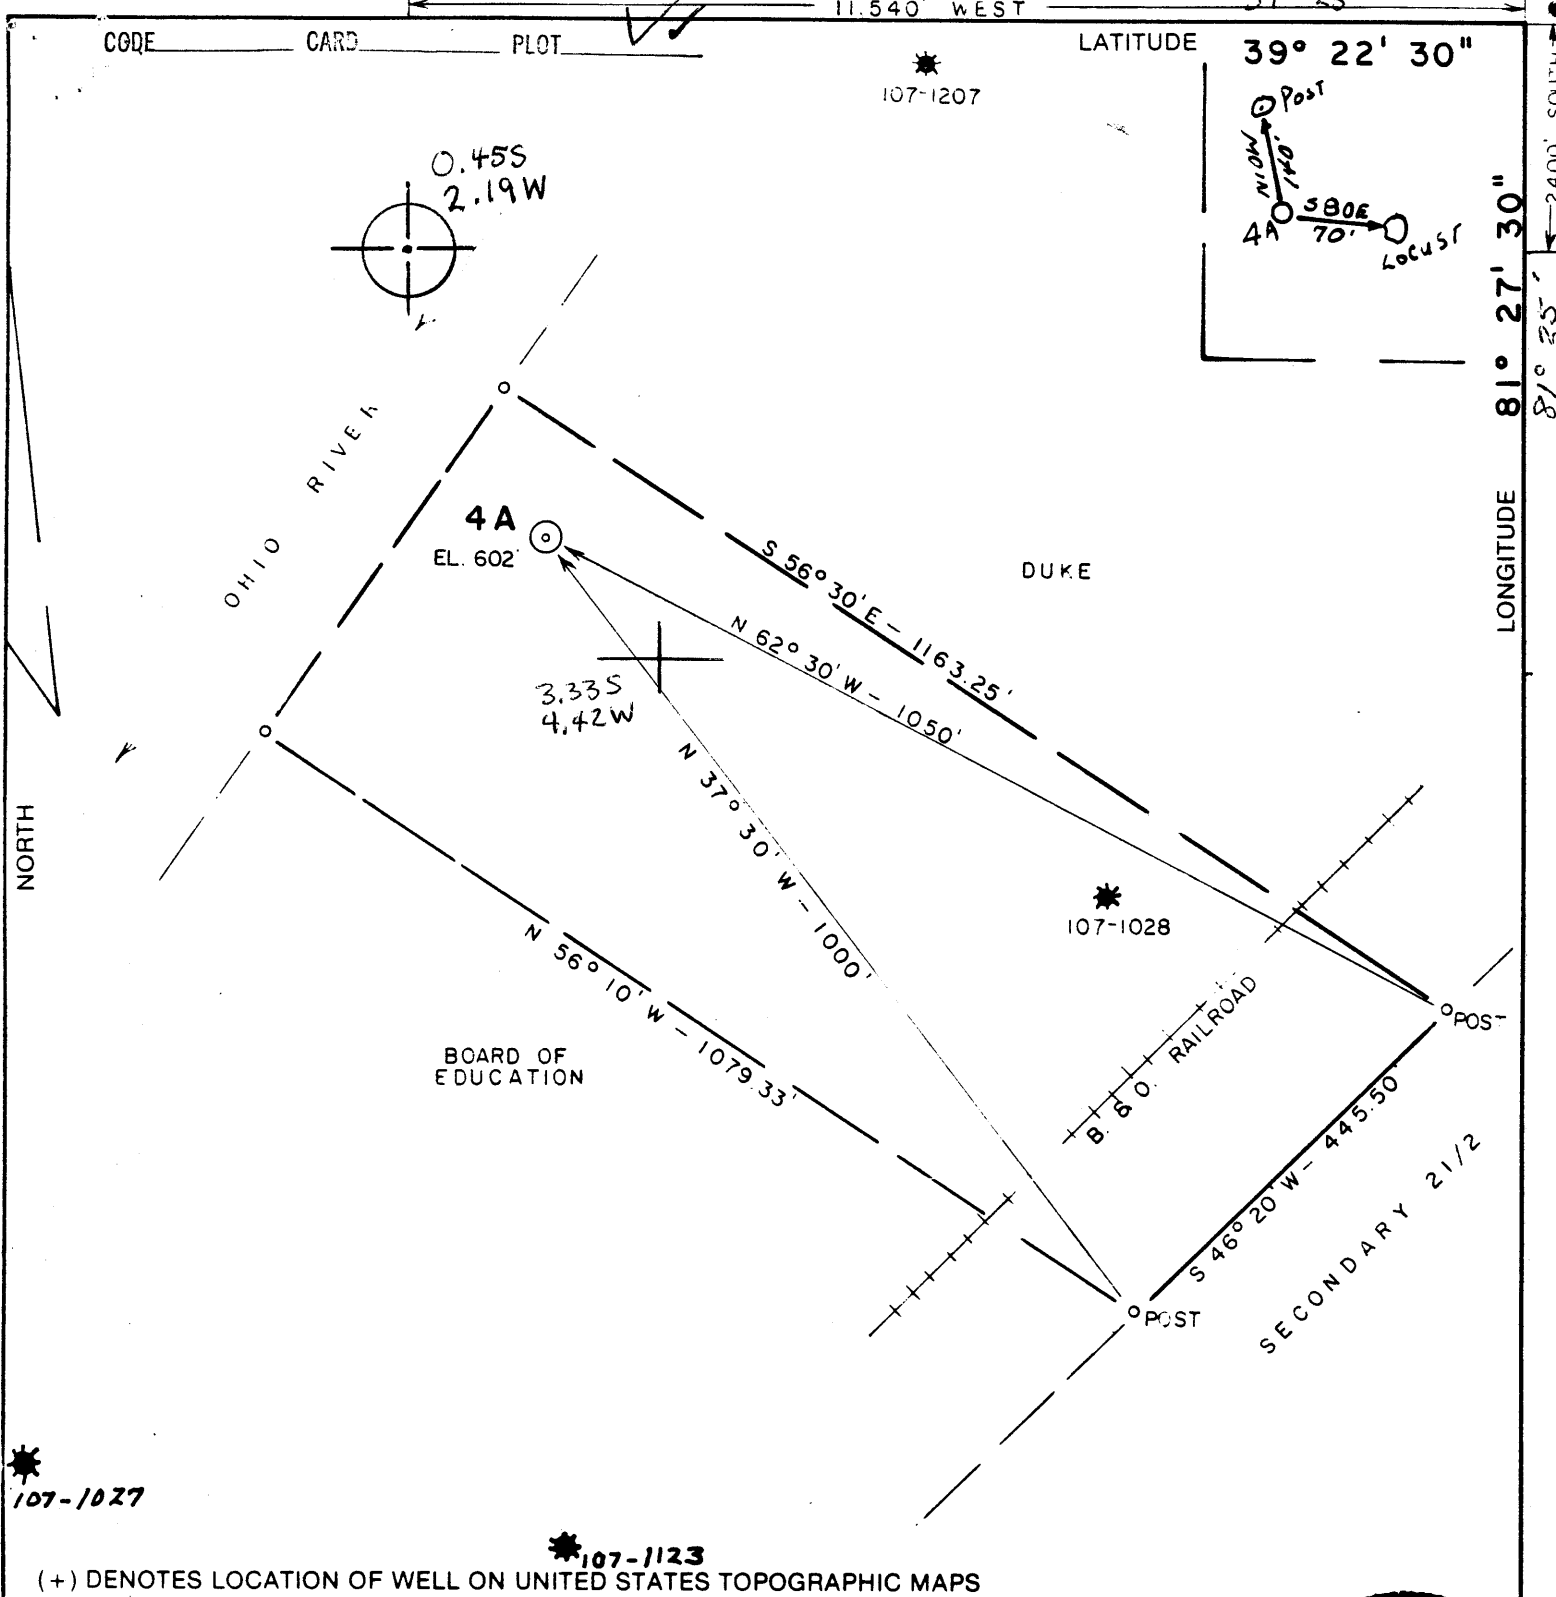 11.540' WEST
CODE CARD PLOT
LATITUDE 39° 22' 30"
107-1207
POST
N10W
140'
S80E
70'
4A
LOCUST
2400' SOUTH
0.45S
2.19W
LONGITUDE 81° 27' 30"
81° 25'
OHIO RIVER
4A
EL. 602'
DUKE
S 56° 30' E - 1163.25'
N 62° 30' W - 1050'
3.33S
4.42W
N 37° 30' W - 1000'
NORTH
107-1028
N 56° 10' W - 1079.33'
B. & O. RAILROAD
POST
BOARD OF
EDUCATION
S 46° 20' W - 445.50'
SECONDARY 21/2
POST
107-1027
107-1123
(+) DENOTES LOCATION OF WELL ON UNITED STATES TOPOGRAPHIC MAPS